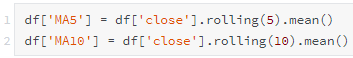 1 df['MA5'] = df['close'].rolling(5).mean()
2 df['MA10'] = df['close'].rolling(10).mean()